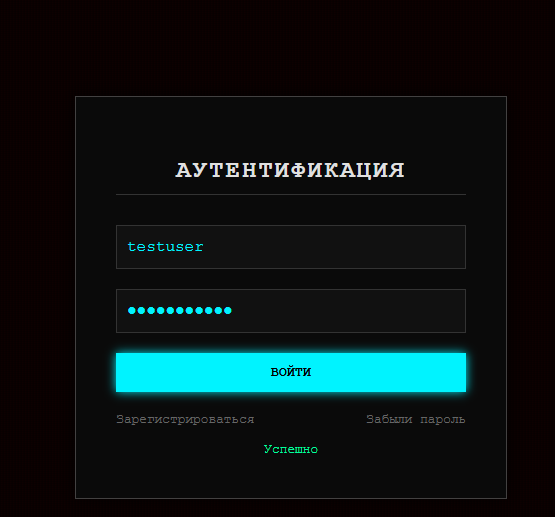 АУТЕНТИФИКАЦИЯ
testuser
●●●●●●●●●●●
ВОЙТИ
Зарегистрироваться Забыли пароль
Успешно